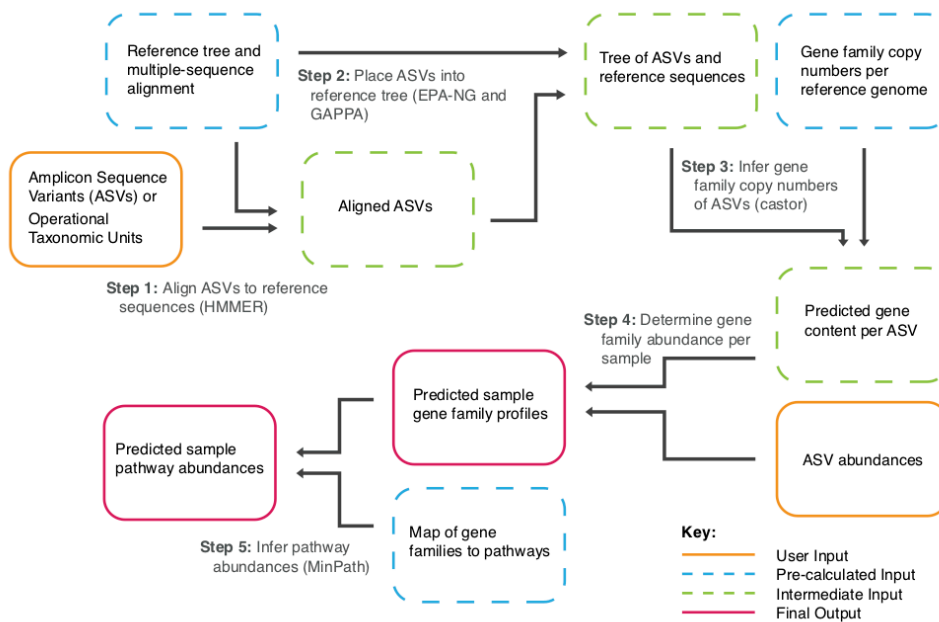 Reference tree and
multiple-sequence
alignment
Step 2: Place ASVs into
reference tree (EPA-NG and
GAPPA)
Tree of ASVs and
reference sequences
Gene family copy
numbers per
reference genome
Amplicon Sequence
Variants (ASVs) or
Operational
Taxonomic Units
Aligned ASVs
Step 3: Infer gene
family copy numbers
of ASVs (castor)
Step 1: Align ASVs to reference
sequences (HMMER)
Predicted gene
content per ASV
Step 4: Determine gene
family abundance per
sample
Predicted sample
gene family profiles
Predicted sample
pathway abundances
ASV abundances
Map of gene
families to pathways
Step 5: Infer pathway
abundances (MinPath)
Key:
User Input
Pre-calculated Input
Intermediate Input
Final Output